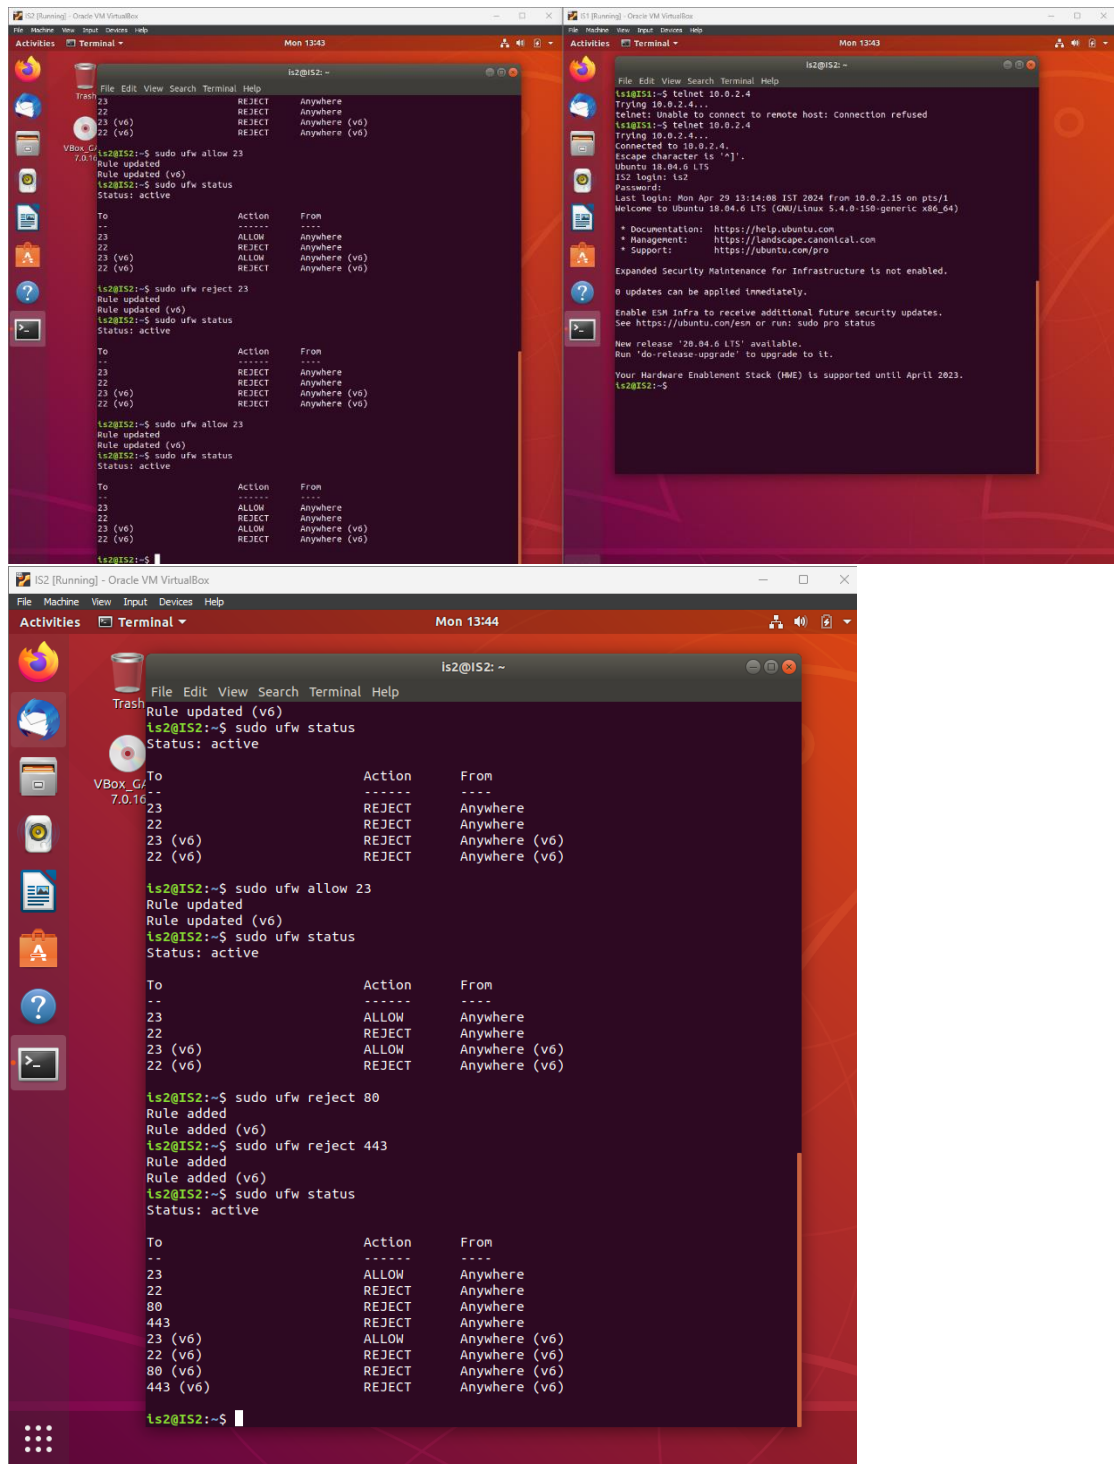 IS2 [Running] - Oracle VM VirtualBox
File Machine View Input Devices Help
Activities Terminal Mon 13:43
Trash
VBox_GA
7.0.16
is2@IS2: ~
File Edit View Search Terminal Help
23 REJECT Anywhere
22 REJECT Anywhere
23 (v6) REJECT Anywhere (v6)
22 (v6) REJECT Anywhere (v6)
is2@IS2:~$ sudo ufw allow 23
Rule updated
Rule updated (v6)
is2@IS2:~$ sudo ufw status
Status: active
To Action From
-- ------ ----
23 ALLOW Anywhere
22 REJECT Anywhere
23 (v6) ALLOW Anywhere (v6)
22 (v6) REJECT Anywhere (v6)
is2@IS2:~$ sudo ufw reject 23
Rule updated
Rule updated (v6)
is2@IS2:~$ sudo ufw status
Status: active
To Action From
-- ------ ----
23 REJECT Anywhere
22 REJECT Anywhere
23 (v6) REJECT Anywhere (v6)
22 (v6) REJECT Anywhere (v6)
is2@IS2:~$ sudo ufw allow 23
Rule updated
Rule updated (v6)
is2@IS2:~$ sudo ufw status
Status: active
To Action From
-- ------ ----
23 ALLOW Anywhere
22 REJECT Anywhere
23 (v6) ALLOW Anywhere (v6)
22 (v6) REJECT Anywhere (v6)
is2@IS2:~$
IS1 [Running] - Oracle VM VirtualBox
File Machine View Input Devices Help
Activities Terminal Mon 13:43
is2@IS2: ~
File Edit View Search Terminal Help
is1@IS1:~$ telnet 10.0.2.4
Trying 10.0.2.4...
telnet: Unable to connect to remote host: Connection refused
is1@IS1:~$ telnet 10.0.2.4
Trying 10.0.2.4...
Connected to 10.0.2.4.
Escape character is '^]'.
Ubuntu 18.04.6 LTS
IS2 login: is2
Password:
Last login: Mon Apr 29 13:14:08 IST 2024 from 10.0.2.15 on pts/1
Welcome to Ubuntu 18.04.6 LTS (GNU/Linux 5.4.0-150-generic x86_64)
* Documentation: https://help.ubuntu.com
* Management: https://landscape.canonical.com
* Support: https://ubuntu.com/pro
Expanded Security Maintenance for Infrastructure is not enabled.
0 updates can be applied immediately.
Enable ESM Infra to receive additional future security updates.
See https://ubuntu.com/esm or run: sudo pro status
New release '20.04.6 LTS' available.
Run 'do-release-upgrade' to upgrade to it.
Your Hardware Enablement Stack (HWE) is supported until April 2023.
is2@IS2:~$
IS2 [Running] - Oracle VM VirtualBox
File Machine View Input Devices Help
Activities Terminal Mon 13:44
Trash
VBox_GA
7.0.16
is2@IS2: ~
File Edit View Search Terminal Help
Rule updated (v6)
is2@IS2:~$ sudo ufw status
Status: active
To Action From
-- ------ ----
23 REJECT Anywhere
22 REJECT Anywhere
23 (v6) REJECT Anywhere (v6)
22 (v6) REJECT Anywhere (v6)
is2@IS2:~$ sudo ufw allow 23
Rule updated
Rule updated (v6)
is2@IS2:~$ sudo ufw status
Status: active
To Action From
-- ------ ----
23 ALLOW Anywhere
22 REJECT Anywhere
23 (v6) ALLOW Anywhere (v6)
22 (v6) REJECT Anywhere (v6)
is2@IS2:~$ sudo ufw reject 80
Rule added
Rule added (v6)
is2@IS2:~$ sudo ufw reject 443
Rule added
Rule added (v6)
is2@IS2:~$ sudo ufw status
Status: active
To Action From
-- ------ ----
23 ALLOW Anywhere
22 REJECT Anywhere
80 REJECT Anywhere
443 REJECT Anywhere
23 (v6) ALLOW Anywhere (v6)
22 (v6) REJECT Anywhere (v6)
80 (v6) REJECT Anywhere (v6)
443 (v6) REJECT Anywhere (v6)
is2@IS2:~$